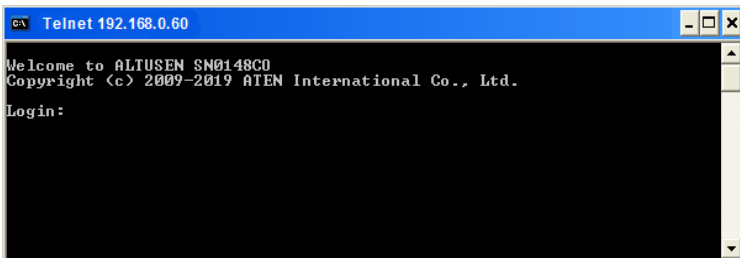 Telnet 192.168.0.60
Welcome to ALTUSEN SN0148CO
Copyright (c) 2009-2019 ATEN International Co., Ltd.
Login: